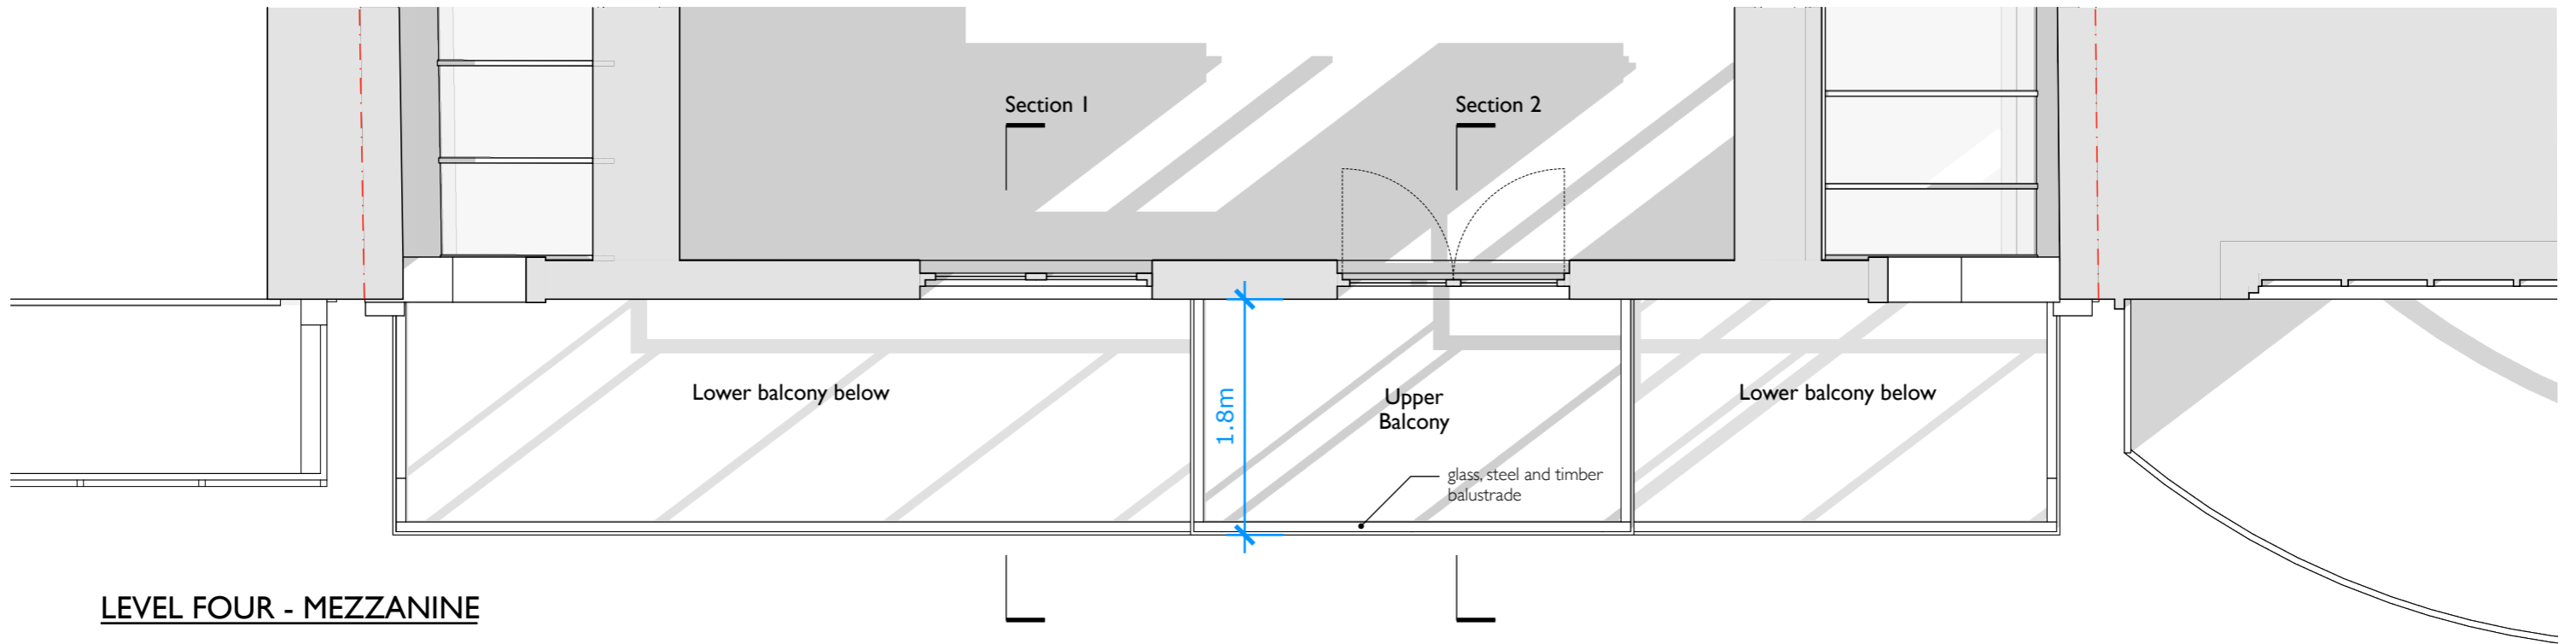 Section 1
Section 2
Lower balcony below
1.8m
Upper
Balcony
Lower balcony below
glass, steel and timber
balustrade
LEVEL FOUR - MEZZANINE